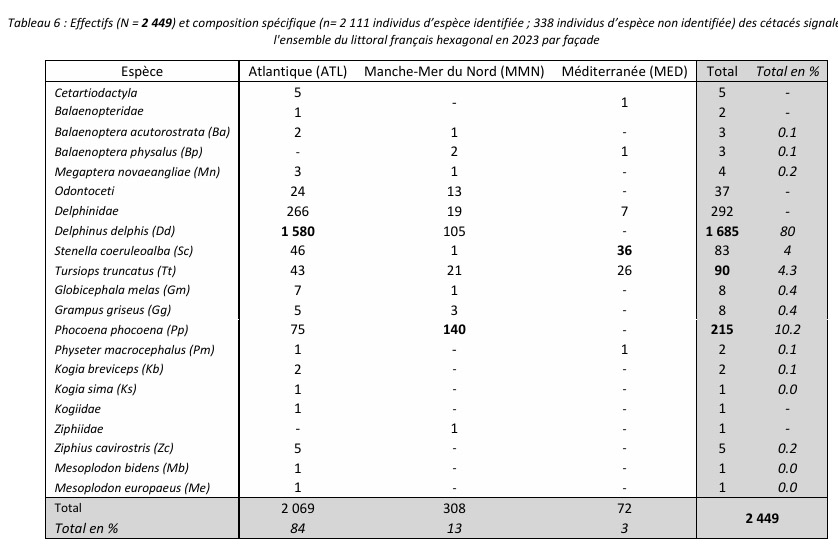 Tableau 6 : Effectifs (N = 2 449) et composition spécifique (n= 2 111 individus d'espèce identifiée ; 338 individus d'espèce non identifiée) des cétacés
l'ensemble du littoral français hexagonal en 2023 par façade
Espèce Atlantique (ATL) Manche-Mer du Nord (MMN) Méditerranée (MED) Total Total en %
Cetartiodactyla 5 - 1 5 -
Balaenopteridae 1 2 -
Balaenoptera acutorostrata (Ba) 2 1 - 3 0.1
Balaenoptera physalus (Bp) - 2 1 3 0.1
Megaptera novaeangliae (Mn) 3 1 - 4 0.2
Odontoceti 24 13 - 37 -
Delphinidae 266 19 7 292 -
Delphinus delphis (Dd) 1 580 105 - 1 685 80
Stenella coeruleoalba (Sc) 46 1 36 83 4
Tursiops truncatus (Tt) 43 21 26 90 4.3
Globicephala melas (Gm) 7 1 - 8 0.4
Grampus griseus (Gg) 5 3 - 8 0.4
Phocoena phocoena (Pp) 75 140 - 215 10.2
Physeter macrocephalus (Pm) 1 - 1 2 0.1
Kogia breviceps (Kb) 2 - - 2 0.1
Kogia sima (Ks) 1 - - 1 0.0
Kogiidae 1 - - 1 -
Ziphiidae - 1 - 1 -
Ziphius cavirostris (Zc) 5 - - 5 0.2
Mesoplodon bidens (Mb) 1 - - 1 0.0
Mesoplodon europaeus (Me) 1 - - 1 0.0
Total 2 069 308 72 2 449
Total en % 84 13 3